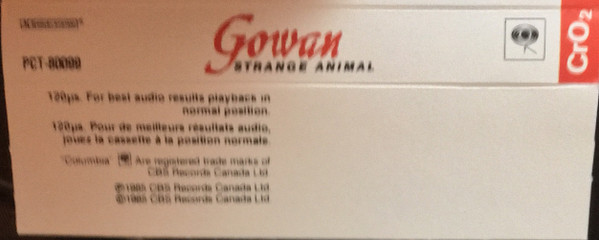 Gowan
STRANGE ANIMAL
PCT-80099
CrO2
120µs. For best audio results playback in
normal position.
120µs. Pour de meilleurs résultats audio,
jouez la cassette à la position normale.
"Columbia" Are registered trade marks of
CBS Records Canada Ltd.
℗1985 CBS Records Canada Ltd.
©1985 CBS Records Canada Ltd.